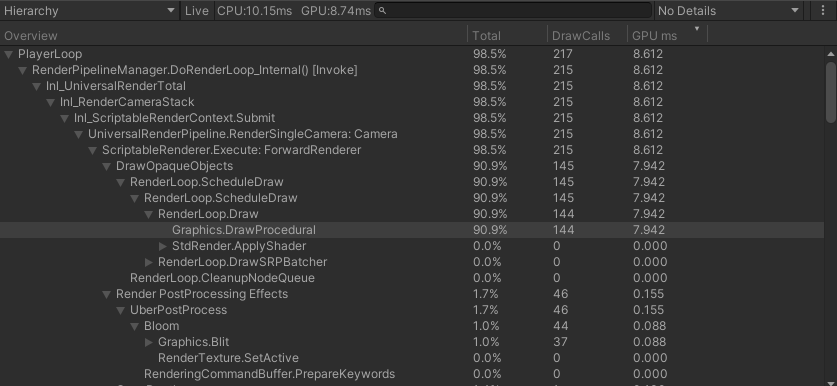 Hierarchy Live CPU:10.15ms GPU:8.74ms No Details
Overview Total DrawCalls GPU ms
PlayerLoop 98.5% 217 8.612
RenderPipelineManager.DoRenderLoop_Internal() [Invoke] 98.5% 215 8.612
Inl_UniversalRenderTotal 98.5% 215 8.612
Inl_RenderCameraStack 98.5% 215 8.612
Inl_ScriptableRenderContext.Submit 98.5% 215 8.612
UniversalRenderPipeline.RenderSingleCamera: Camera 98.5% 215 8.612
ScriptableRenderer.Execute: ForwardRenderer 98.5% 215 8.612
DrawOpaqueObjects 90.9% 145 7.942
RenderLoop.ScheduleDraw 90.9% 145 7.942
RenderLoop.ScheduleDraw 90.9% 145 7.942
RenderLoop.Draw 90.9% 144 7.942
Graphics.DrawProcedural 90.9% 144 7.942
StdRender.ApplyShader 0.0% 0 0.000
RenderLoop.DrawSRPBatcher 0.0% 0 0.000
RenderLoop.CleanupNodeQueue 0.0% 0 0.000
Render PostProcessing Effects 1.7% 46 0.155
UberPostProcess 1.7% 46 0.155
Bloom 1.0% 44 0.088
Graphics.Blit 1.0% 37 0.088
RenderTexture.SetActive 0.0% 0 0.000
RenderingCommandBuffer.PrepareKeywords 0.0% 0 0.000